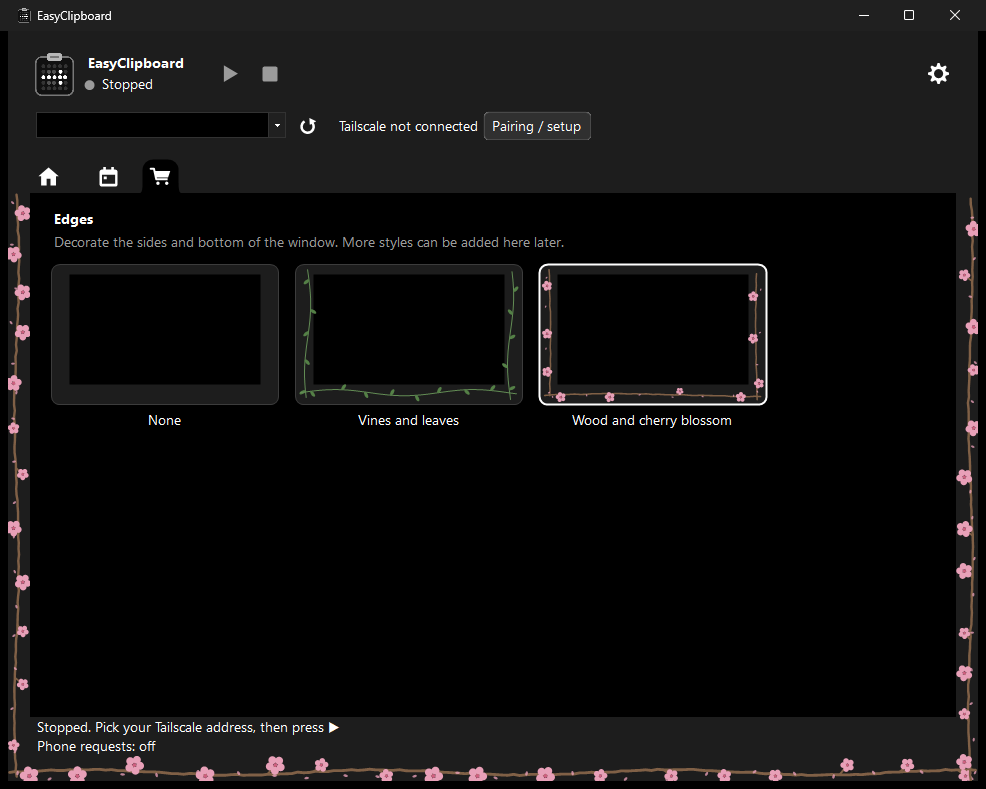 EasyClipboard
EasyClipboard
Stopped
Tailscale not connected
Pairing / setup
Edges
Decorate the sides and bottom of the window. More styles can be added here later.
None
Vines and leaves
Wood and cherry blossom
Stopped. Pick your Tailscale address, then press ▶
Phone requests: off